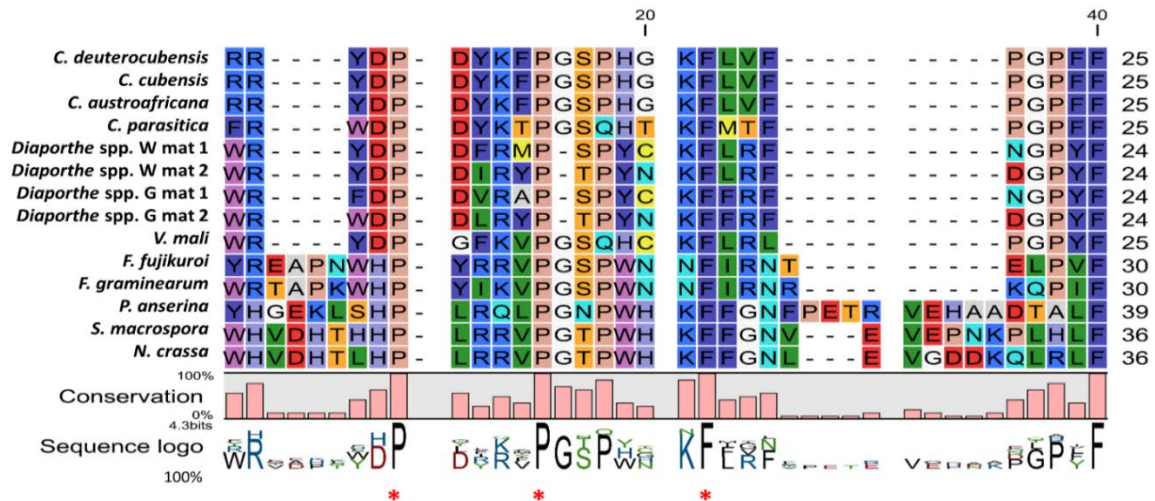 20 40
C. deuterocubensis RR----YDP- DYKFPGSPHG KFLVF----- -----PGPFF 25
C. cubensis RR----YDP- DYKFPGSPHG KFLVF----- -----PGPFF 25
C. austroafricana RR----YDP- DYKFPGSPHG KFLVF----- -----PGPFF 25
C. parasitica FR----WDP- DYKTPGSQHT KFMTF----- -----PGPFF 25
Diaporthe spp. W mat 1 WR----YDP- DFRMP-SPYC KFLRF----- -----NGPYF 24
Diaporthe spp. W mat 2 WR----YDP- DIRYP-TPYN KFLRF----- -----DGPYF 24
Diaporthe spp. G mat 1 WR----FDP- DVRAP-SPYC KFFRF----- -----NGPYF 24
Diaporthe spp. G mat 2 WR----WDP- DLRYP-TPYN KFFRF----- -----DGPYF 24
V. mali WR----YDP- GFKVPGSQHC KFLRL----- -----PGPYF 25
F. fujikuroi YREAPNWHP- YRRVPGSPWN NFIRNT---- -----ELPVF 30
F. graminearum WRTAPKWHP- YIKVPGSPWN NFIRNR---- -----KQPIF 30
P. anserina YHGEKLSHP- LRQLPGNPWH KFFGNFPETR VEHAADTALF 39
S. macrospora WHVDHTHHP- LRRVPGTPWH KFFGNV---E VEPNKPLHLF 36
N. crassa WHVDHTLHP- LRRVPGTPWH KFFGNL---E VGDDKQLRLF 36
100%
Conservation
0%
4.3bits
Sequence logo
100%
* * *